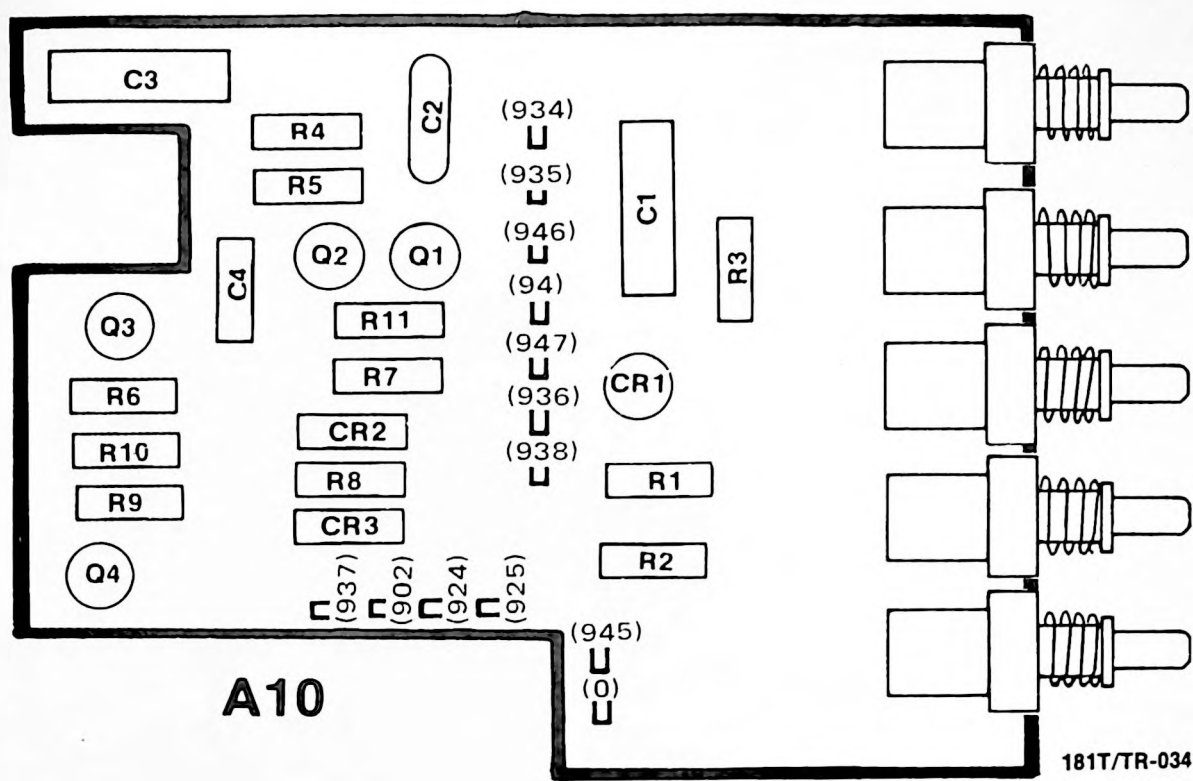 C3
C2
R4
R5
(934)
(935)
(946)
(94)
(947)
(936)
(938)
C1
R3
Q2
Q1
C4
Q3
R11
R7
CR1
R6
R10
R9
CR2
R8
CR3
R1
R2
Q4
(937)
(902)
(924)
(925)
(945)
(0)
A10
181T/TR-034